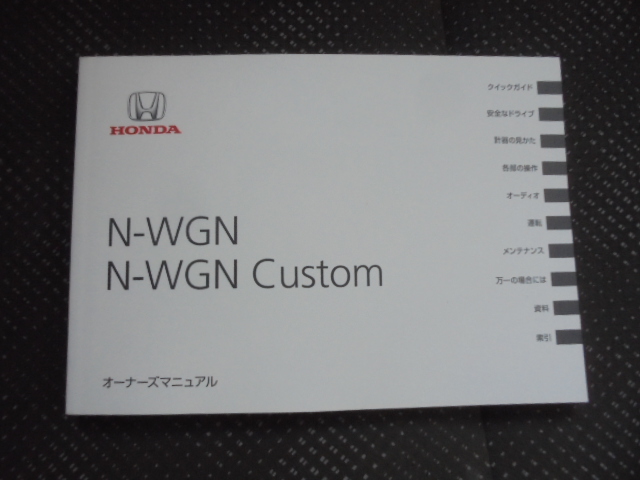 HONDA
N-WGN
N-WGN Custom
オーナーズマニュアル
クイックガイド
安全なドライブ
計器の見かた
各部の操作
オーディオ
運転
メンテナンス
万一の場合には
資料
索引